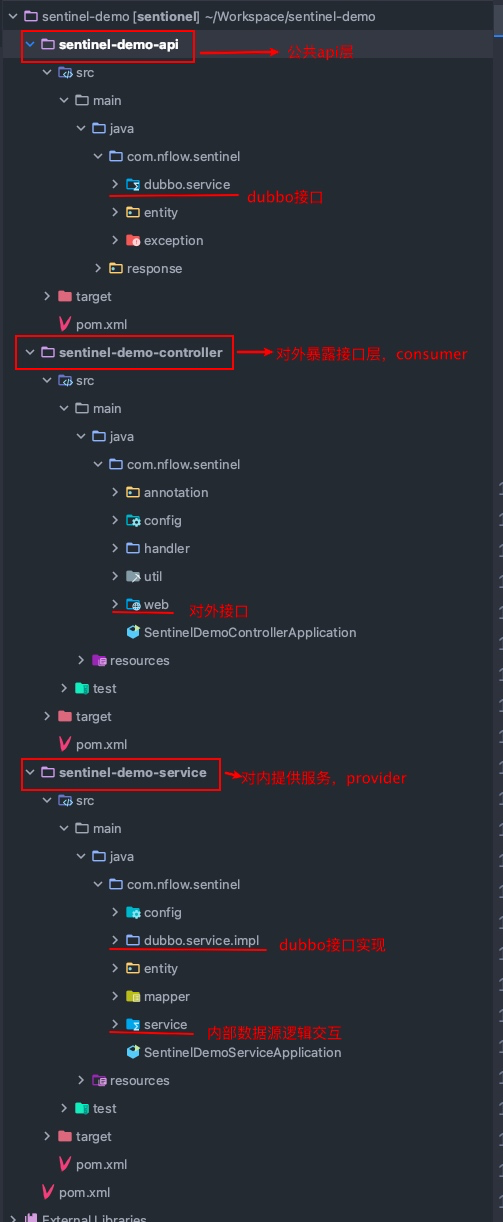 sentinel-demo [sentionel] ~/Workspace/sentinel-demo
sentinel-demo-api 公共api层
src
main
java
com.nflow.sentinel
dubbo.service
dubbo接口
entity
exception
response
target
pom.xml
sentinel-demo-controller 对外暴露接口层，consumer
src
main
java
com.nflow.sentinel
annotation
config
handler
util
web 对外接口
SentinelDemoControllerApplication
resources
test
target
pom.xml
sentinel-demo-service 对内提供服务，provider
src
main
java
com.nflow.sentinel
config
dubbo.service.impl dubbo接口实现
entity
mapper
service 内部数据源逻辑交互
SentinelDemoServiceApplication
resources
test
target
pom.xml
pom.xml
External Libraries